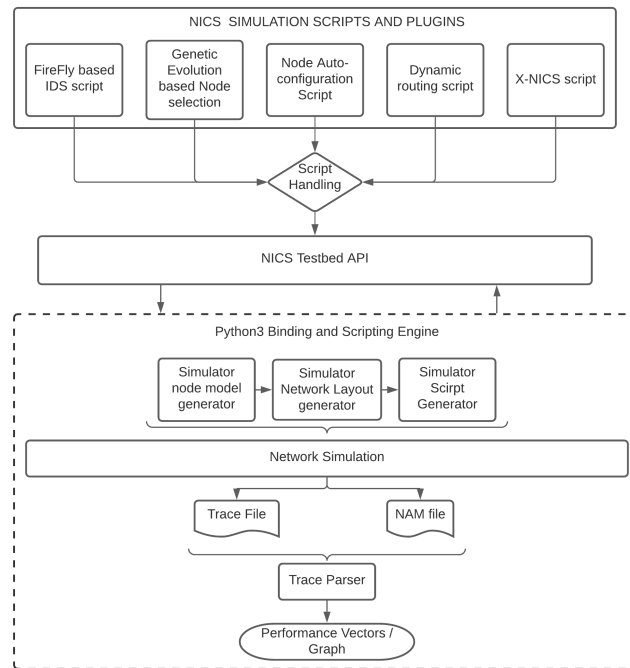 NICS SIMULATION SCRIPTS AND PLUGINS
FireFly based
IDS script
Genetic
Evolution
based Node
selection
Node Auto-
configuration
Script
Dynamic
routing script
X-NICS script
Script
Handling
NICS Testbed API
Python3 Binding and Scripting Engine
Simulator
node model
generator
Simulator
Network Layout
generator
Simulator
Scirpt
Generator
Network Simulation
Trace File
NAM file
Trace Parser
Performance Vectors /
Graph